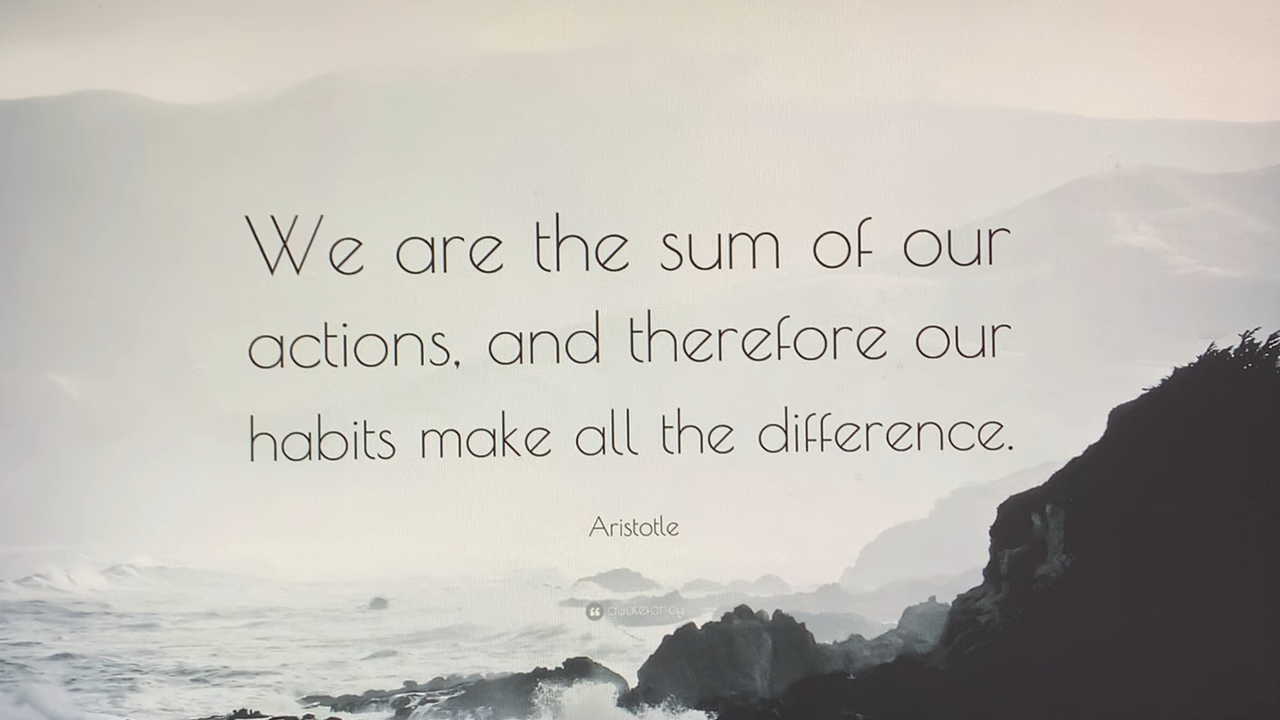 We are the sum of our
actions, and therefore our
habits make all the difference.
Aristotle
quotefancy